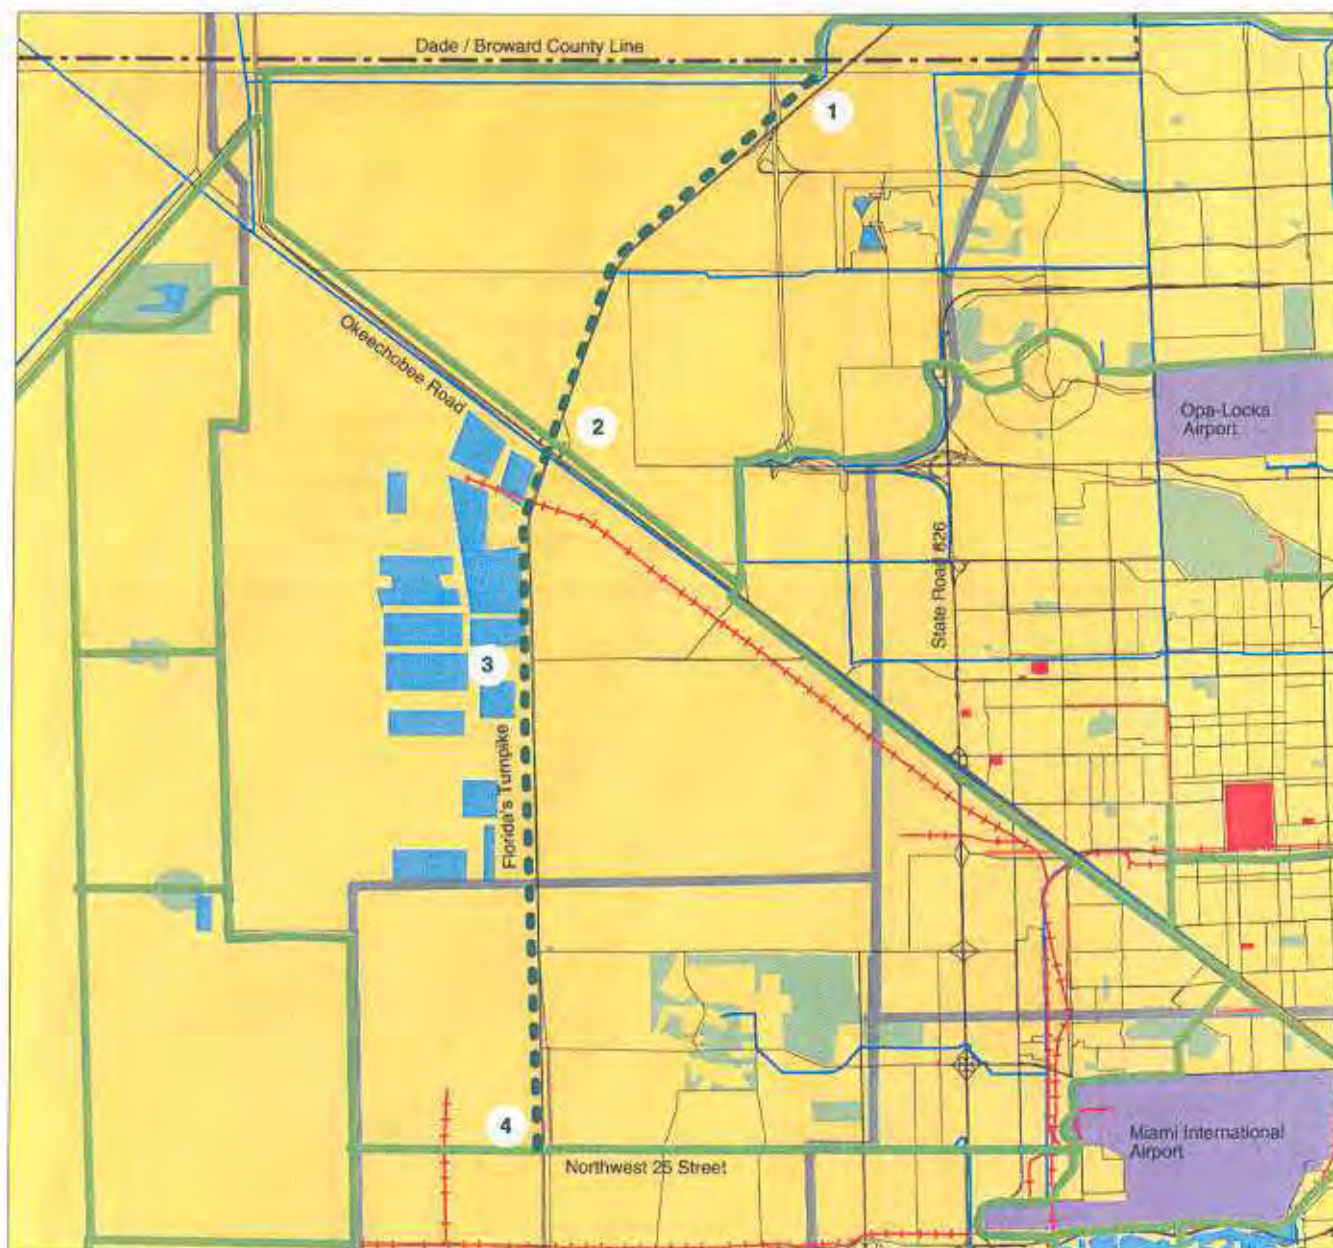 Dade / Broward County Line
1
Okeechobee Road
2
Opa-Locka
Airport
State Road 826
3
Florida's Turnpike
4
Miami International
Airport
Northwest 25 Street